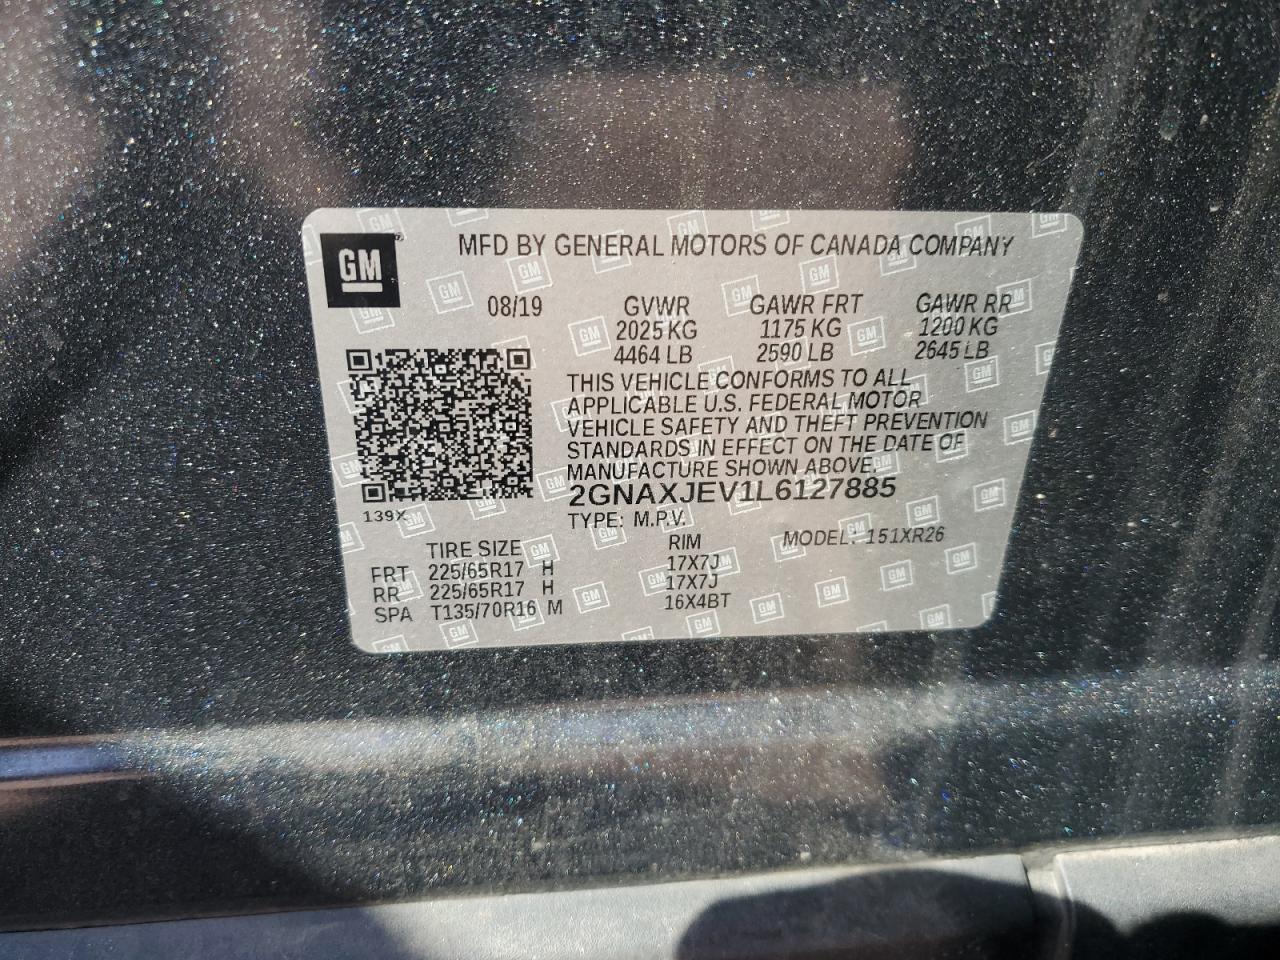 GM
MFD BY GENERAL MOTORS OF CANADA COMPANY
08/19 GVWR GAWR FRT GAWR RR
2025 KG 1175 KG 1200 KG
4464 LB 2590 LB 2645 LB
THIS VEHICLE CONFORMS TO ALL
APPLICABLE U.S. FEDERAL MOTOR
VEHICLE SAFETY AND THEFT PREVENTION
STANDARDS IN EFFECT ON THE DATE OF
MANUFACTURE SHOWN ABOVE.
2GNAXJEV1L6127885
139X
TYPE: M.P.V.
MODEL: 151XR26
TIRE SIZE RIM
FRT 225/65R17 H 17X7J
RR 225/65R17 H 17X7J
SPA T135/70R16 M 16X4BT